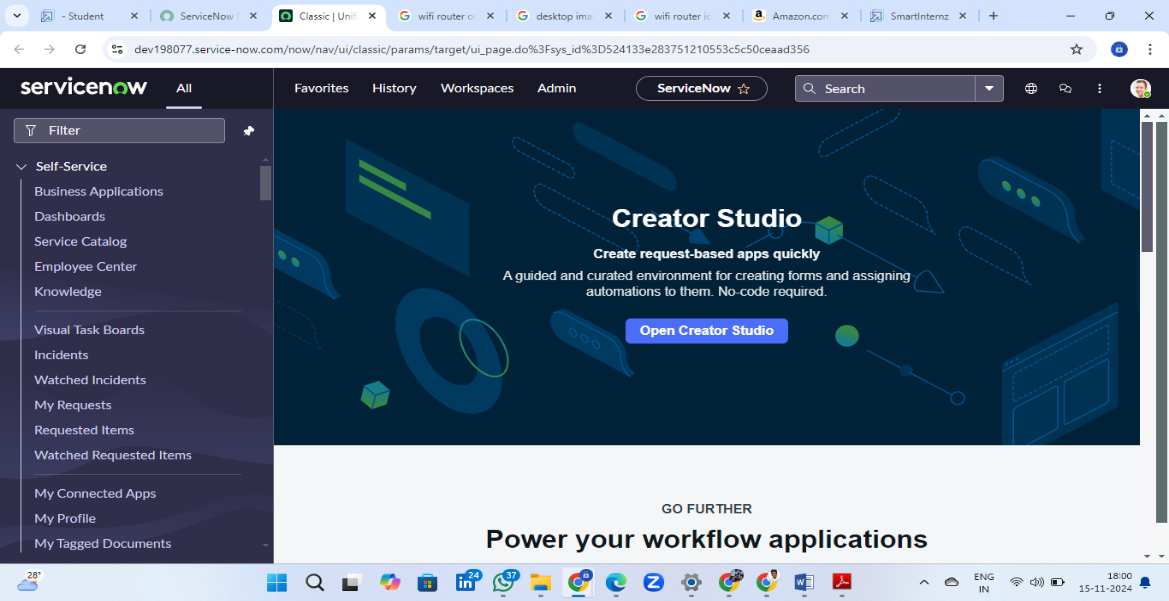 - Student
ServiceNow
Classic | Unif
wifi router o
desktop ima
wifi router ic
Amazon.com
SmartInternz
dev198077.service-now.com/now/nav/ui/classic/params/target/ui_page.do%3Fsys_id%3D524133e283751210553c5c50ceaad356
servicenow
All
Favorites
History
Workspaces
Admin
ServiceNow
Search
Filter
Self-Service
Business Applications
Dashboards
Service Catalog
Employee Center
Knowledge
Visual Task Boards
Incidents
Watched Incidents
My Requests
Requested Items
Watched Requested Items
My Connected Apps
My Profile
My Tagged Documents
Creator Studio
Create request-based apps quickly
A guided and curated environment for creating forms and assigning
automations to them. No-code required.
Open Creator Studio
GO FURTHER
Power your workflow applications
28°
24
37
ENG
IN
18:00
15-11-2024